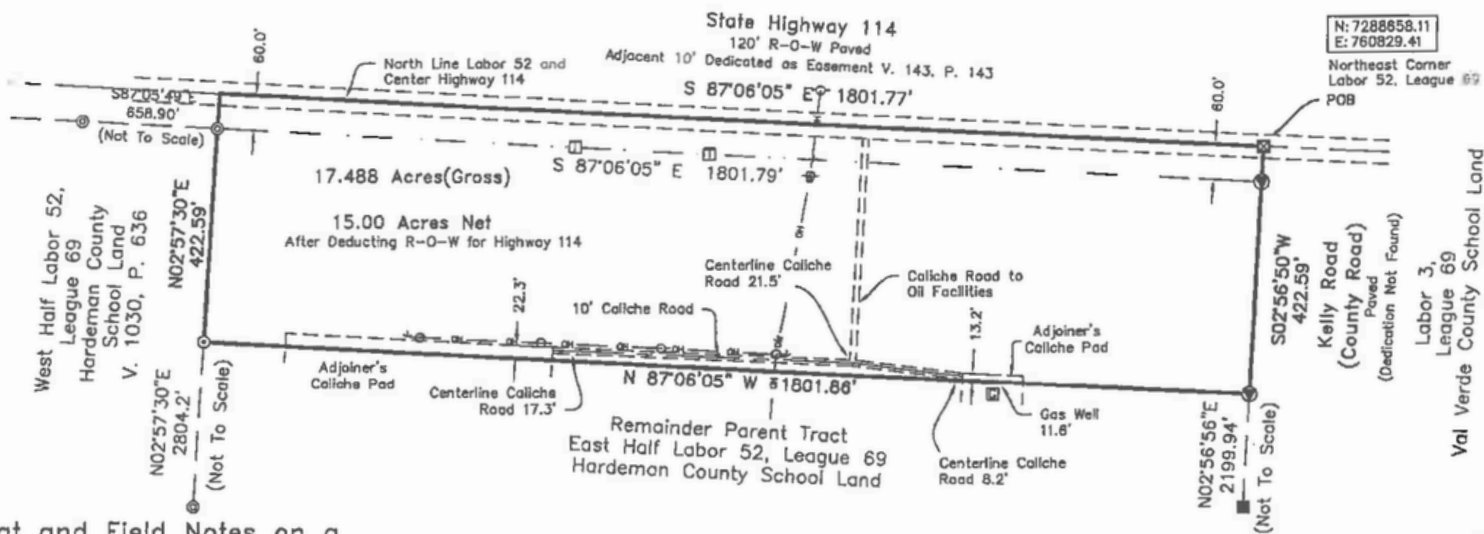 State Highway 114
120' R-O-W Paved
Adjacent 10' Dedicated as Easement V. 143, P. 143
S 87°06'05" E 1801.77'
N: 7288658.11
E: 760829.41
Northeast Corner
Labor 52, League 69
POB
60.0'
North Line Labor 52 and
Center Highway 114
60.0'
S87°05'49"E
658.90'
(Not To Scale)
S 87°06'05" E 1801.79'
17.488 Acres(Gross)
15.00 Acres Net
After Deducting R-O-W for Highway 114
West Half Labor 52,
League 69
Hardeman County
School Land
V. 1030, P. 636
N02°57'30"E
422.59'
S02°56'50"W
422.59'
Kelly Road
(County Road)
Paved
(Dedication Not Found)
Labor 3,
League 69
Val Verde County School Land
OH
Centerline Caliche
Road 21.5'
Caliche Road to
Oil Facilities
22.3'
10' Caliche Road
13.2'
Adjoiner's
Caliche Pad
OH OH OH OH OH
Adjoiner's
Caliche Pad
Centerline Caliche
Road 17.3'
N 87°06'05" W 1801.86'
Gas Well
11.6'
Remainder Parent Tract
East Half Labor 52, League 69
Hardeman County School Land
Centerline Caliche
Road 8.2'
N02°57'30"E
2804.2'
(Not To Scale)
N02°56'56"E
2199.94'
(Not To Scale)
at and Field Notes on a